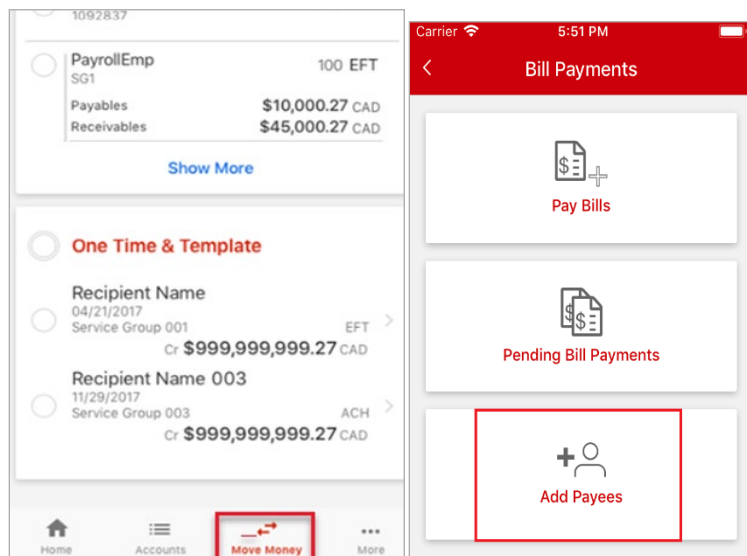 1092837
PayrollEmp
100 EFT
SG1
Payables $10,000.27 CAD
Receivables $45,000.27 CAD
Show More
One Time & Template
Recipient Name
04/21/2017
Service Group 001 EFT
Cr $999,999,999.27 CAD
Recipient Name 003
11/29/2017
Service Group 003 ACH
Cr $999,999,999.27 CAD
Home Accounts Move Money More
Carrier 5:51 PM
Bill Payments
Pay Bills
Pending Bill Payments
Add Payees